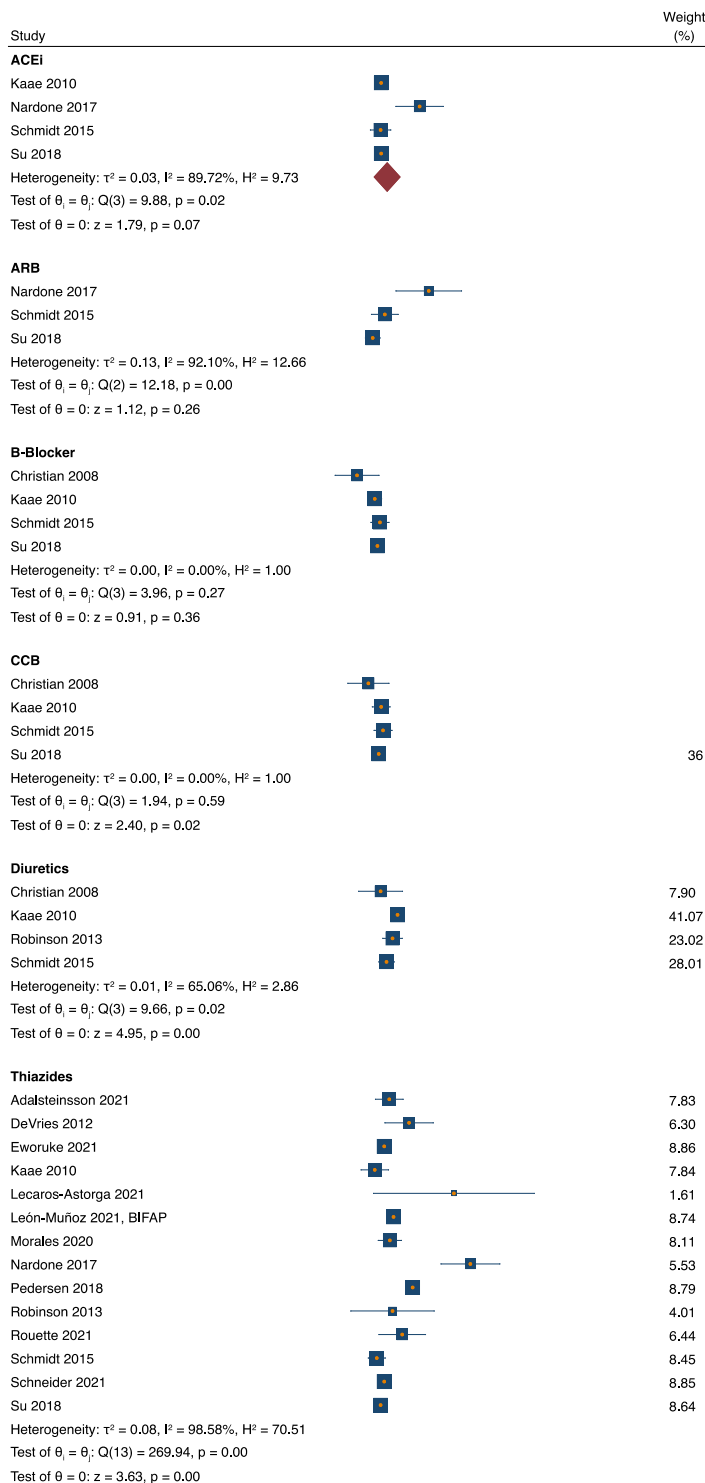 Weight
Study (%)
ACEi
Kaae 2010
Nardone 2017
Schmidt 2015
Su 2018
Heterogeneity: τ² = 0.03, I² = 89.72%, H² = 9.73
Test of θᵢ = θⱼ: Q(3) = 9.88, p = 0.02
Test of θ = 0: z = 1.79, p = 0.07
ARB
Nardone 2017
Schmidt 2015
Su 2018
Heterogeneity: τ² = 0.13, I² = 92.10%, H² = 12.66
Test of θᵢ = θⱼ: Q(2) = 12.18, p = 0.00
Test of θ = 0: z = 1.12, p = 0.26
B-Blocker
Christian 2008
Kaae 2010
Schmidt 2015
Su 2018
Heterogeneity: τ² = 0.00, I² = 0.00%, H² = 1.00
Test of θᵢ = θⱼ: Q(3) = 3.96, p = 0.27
Test of θ = 0: z = 0.91, p = 0.36
CCB
Christian 2008
Kaae 2010
Schmidt 2015
Su 2018 36
Heterogeneity: τ² = 0.00, I² = 0.00%, H² = 1.00
Test of θᵢ = θⱼ: Q(3) = 1.94, p = 0.59
Test of θ = 0: z = 2.40, p = 0.02
Diuretics
Christian 2008 7.90
Kaae 2010 41.07
Robinson 2013 23.02
Schmidt 2015 28.01
Heterogeneity: τ² = 0.01, I² = 65.06%, H² = 2.86
Test of θᵢ = θⱼ: Q(3) = 9.66, p = 0.02
Test of θ = 0: z = 4.95, p = 0.00
Thiazides
Adalsteinsson 2021 7.83
DeVries 2012 6.30
Eworuke 2021 8.86
Kaae 2010 7.84
Lecaros-Astorga 2021 1.61
León-Muñoz 2021, BIFAP 8.74
Morales 2020 8.11
Nardone 2017 5.53
Pedersen 2018 8.79
Robinson 2013 4.01
Rouette 2021 6.44
Schmidt 2015 8.45
Schneider 2021 8.85
Su 2018 8.64
Heterogeneity: τ² = 0.08, I² = 98.58%, H² = 70.51
Test of θᵢ = θⱼ: Q(13) = 269.94, p = 0.00
Test of θ = 0: z = 3.63, p = 0.00